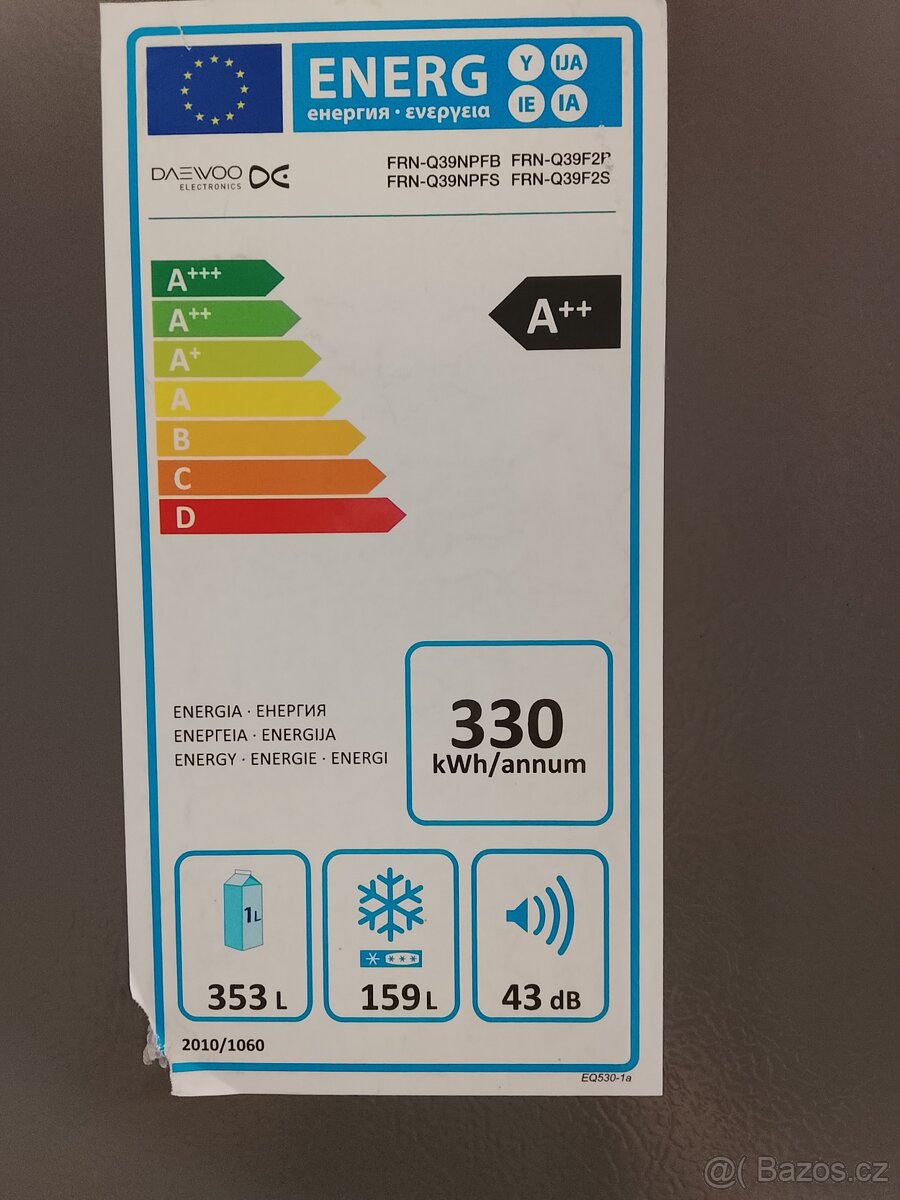 ENERG Y IJA
енергия · ενεργεια IE IA
DAEWOO
ELECTRONICS
FRN-Q39NPFB FRN-Q39F2B
FRN-Q39NPFS FRN-Q39F2S
A+++
A++
A++
A+
A
B
C
D
ENERGIA · ЕНЕРГИЯ
ΕΝΕΡΓΕΙΑ · ENERGIJA
ENERGY · ENERGIE · ENERGI
330
kWh/annum
1L
353 L
159 L
43 dB
2010/1060
EQ530-1a
@( Bazos.cz